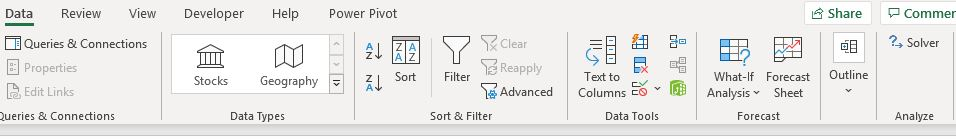 Data Review View Developer Help Power Pivot Share Commen
Queries & Connections
Properties
Edit Links
Queries & Connections
Stocks Geography
Data Types
A Z Z A
Z A Sort Filter
Clear
Reapply
Advanced
Sort & Filter
Text to
Columns
Data Tools
What-If
Analysis
Forecast
Sheet
Forecast
Outline
? Solver
Analyze